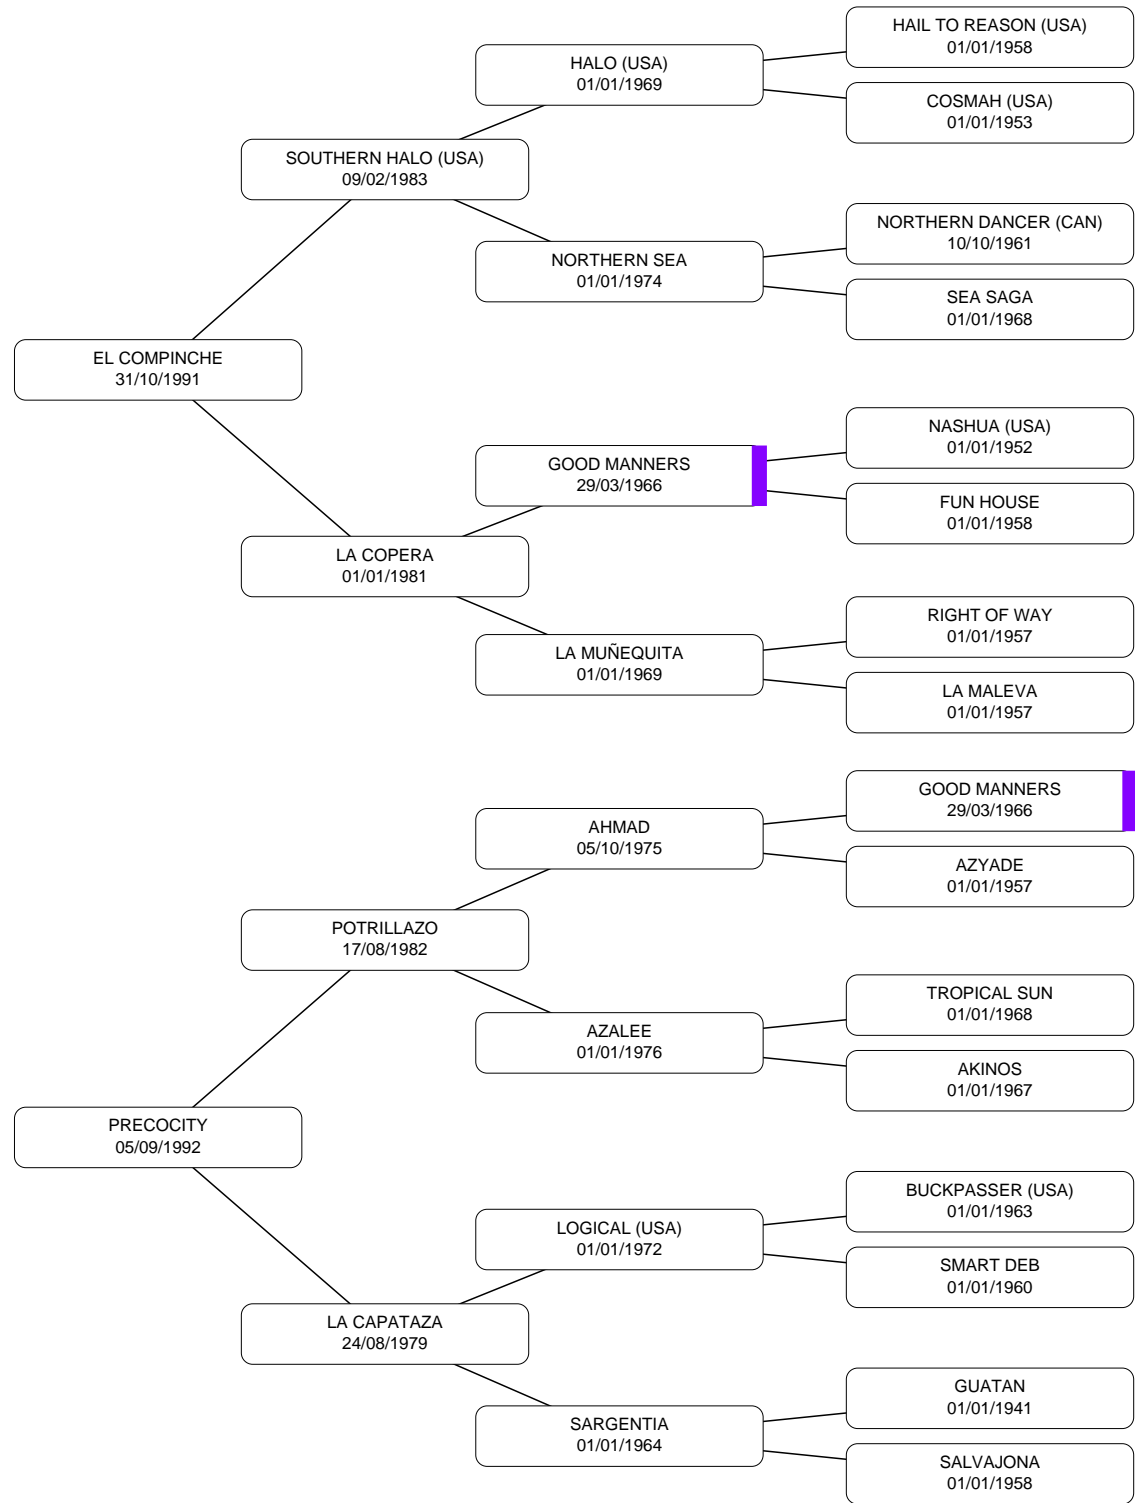 HAIL TO REASON (USA)
01/01/1958
HALO (USA)
01/01/1969
COSMAH (USA)
01/01/1953
SOUTHERN HALO (USA)
09/02/1983
NORTHERN DANCER (CAN)
10/10/1961
NORTHERN SEA
01/01/1974
SEA SAGA
01/01/1968
EL COMPINCHE
31/10/1991
NASHUA (USA)
01/01/1952
GOOD MANNERS
29/03/1966
FUN HOUSE
01/01/1958
LA COPERA
01/01/1981
RIGHT OF WAY
01/01/1957
LA MUÑEQUITA
01/01/1969
LA MALEVA
01/01/1957
GOOD MANNERS
29/03/1966
AHMAD
05/10/1975
AZYADE
01/01/1957
POTRILLAZO
17/08/1982
TROPICAL SUN
01/01/1968
AZALEE
01/01/1976
AKINOS
01/01/1967
PRECOCITY
05/09/1992
BUCKPASSER (USA)
01/01/1963
LOGICAL (USA)
01/01/1972
SMART DEB
01/01/1960
LA CAPATAZA
24/08/1979
GUATAN
01/01/1941
SARGENTIA
01/01/1964
SALVAJONA
01/01/1958